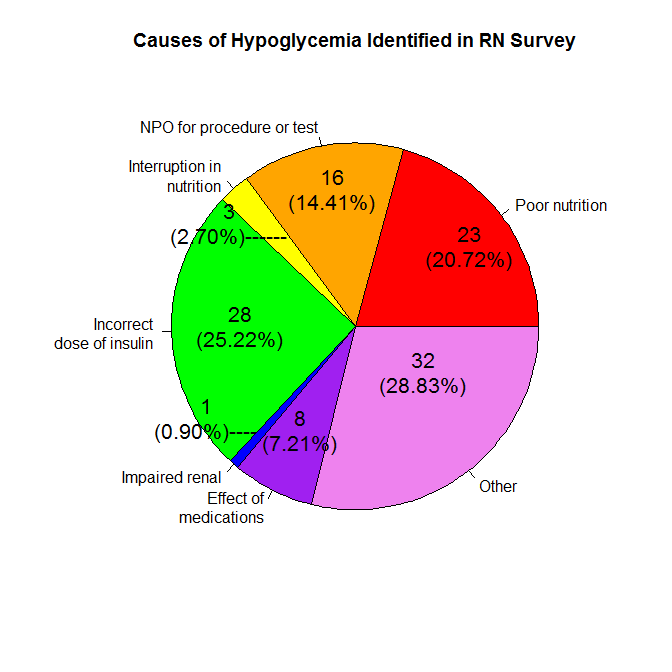 Causes of Hypoglycemia Identified in RN Survey
NPO for procedure or test
Interruption in
nutrition
16
(14.41%)
Poor nutrition
3
(2.70%)------
23
(20.72%)
Incorrect
dose of insulin
28
(25.22%)
32
(28.83%)
1
(0.90%)-----
8
(7.21%)
Impaired renal
Effect of
medications
Other